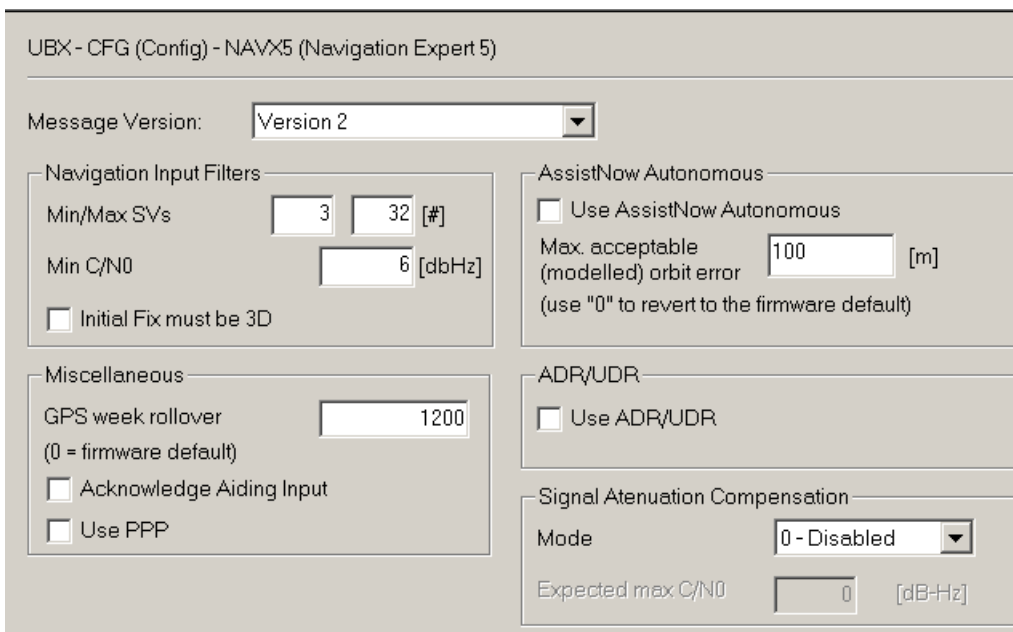 UBX - CFG (Config) - NAVX5 (Navigation Expert 5)
Message Version: Version 2
Navigation Input Filters
Min/Max SVs 3 32 [#]
Min C/N0 6 [dbHz]
Initial Fix must be 3D
AssistNow Autonomous
Use AssistNow Autonomous
Max. acceptable
(modelled) orbit error 100 [m]
(use "0" to revert to the firmware default)
Miscellaneous
GPS week rollover 1200
(0 = firmware default)
Acknowledge Aiding Input
Use PPP
ADR/UDR
Use ADR/UDR
Signal Atenuation Compensation
Mode 0 - Disabled
Expected max C/N0 0 [dB-Hz]